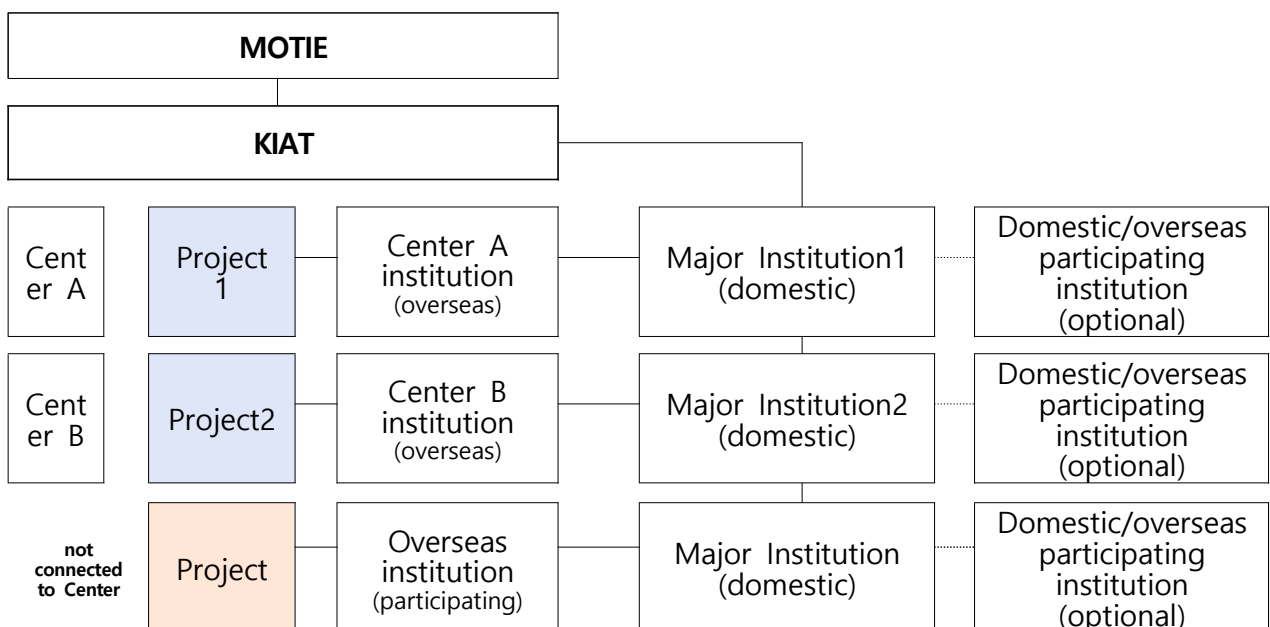 MOTIE
KIAT
Cent
er A
Project
1
Center A
institution
(overseas)
Major Institution1
(domestic)
Domestic/overseas
participating
institution
(optional)
Cent
er B
Project2
Center B
institution
(overseas)
Major Institution2
(domestic)
Domestic/overseas
participating
institution
(optional)
not
connected
to Center
Project
Overseas
institution
(participating)
Major Institution
(domestic)
Domestic/overseas
participating
institution
(optional)